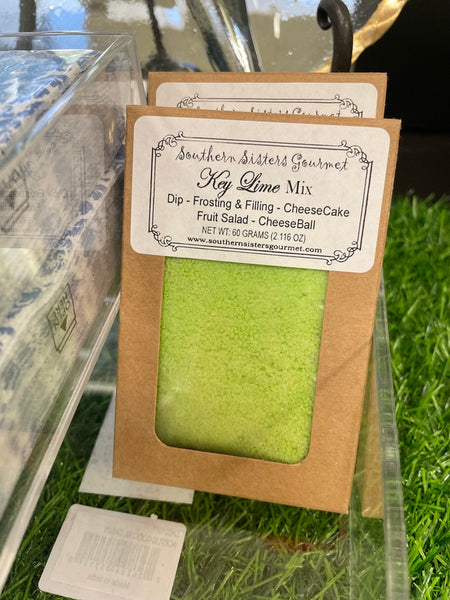 Southern Sisters Gourmet
Key Lime Mix
Dip - Frosting & Filling - CheeseCake
Fruit Salad - CheeseBall
NET WT: 60 GRAMS (2.116 OZ)
www.southernsistersgourmet.com